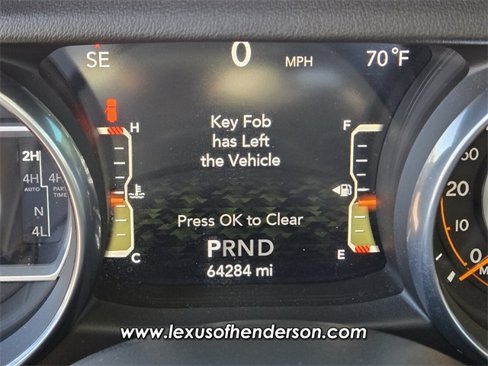 SE 0 MPH 70°F
H F
Key Fob
has Left
the Vehicle
2H
4H 4H
AUTO PART TIME
N
4L
Press OK to Clear
PRND
C E
64284 mi
30
20
10
0
M
www.lexusofhenderson.com